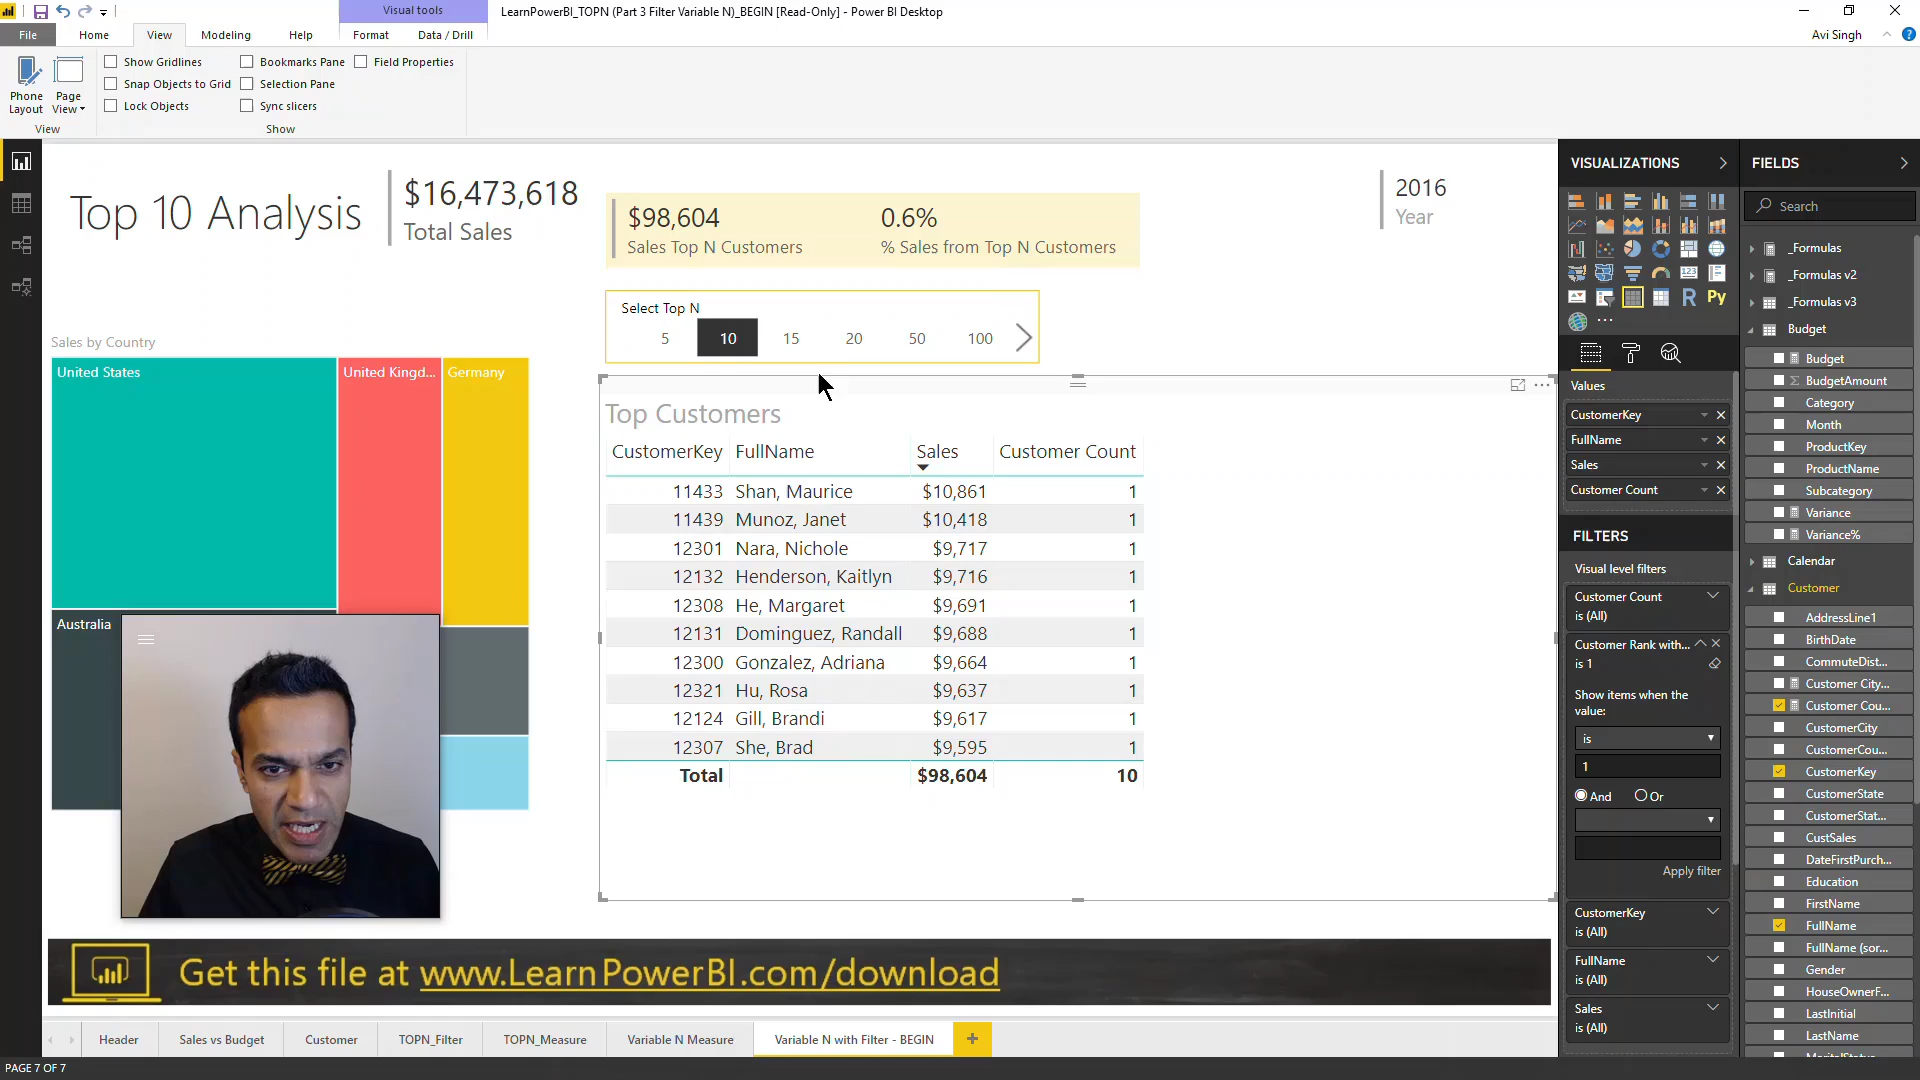 Visual tools
LearnPowerBI_TOPN (Part 3 Filter Variable N)_BEGIN [Read-Only] - Power BI Desktop
File
Home
View
Modeling
Help
Format
Data / Drill
Avi Singh
Phone
Layout
Page
View
Show Gridlines
Snap Objects to Grid
Lock Objects
Bookmarks Pane
Selection Pane
Sync slicers
Field Properties
View
Show
Top 10 Analysis
$16,473,618
Total Sales
$98,604
Sales Top N Customers
0.6%
% Sales from Top N Customers
2016
Year
Select Top N
5 10 15 20 50 100
Sales by Country
United States
United Kingd...
Germany
Australia
Top Customers
CustomerKey FullName Sales Customer Count
11433 Shan, Maurice $10,861 1
11439 Munoz, Janet $10,418 1
12301 Nara, Nichole $9,717 1
12132 Henderson, Kaitlyn $9,716 1
12308 He, Margaret $9,691 1
12131 Dominguez, Randall $9,688 1
12300 Gonzalez, Adriana $9,664 1
12321 Hu, Rosa $9,637 1
12124 Gill, Brandi $9,617 1
12307 She, Brad $9,595 1
Total $98,604 10
Get this file at www.LearnPowerBI.com/download
Header
Sales vs Budget
Customer
TOPN_Filter
TOPN_Measure
Variable N Measure
Variable N with Filter - BEGIN
PAGE 7 OF 7
VISUALIZATIONS
R
Py
Values
CustomerKey
FullName
Sales
Customer Count
FILTERS
Visual level filters
Customer Count
is (All)
Customer Rank with...
is 1
Show items when the
value:
is
1
And Or
Apply filter
CustomerKey
is (All)
FullName
is (All)
Sales
is (All)
FIELDS
Search
_Formulas
_Formulas v2
_Formulas v3
Budget
Budget
BudgetAmount
Category
Month
ProductKey
ProductName
Subcategory
Variance
Variance%
Calendar
Customer
AddressLine1
BirthDate
CommuteDist...
Customer City...
Customer Cou...
CustomerCity
CustomerCou...
CustomerKey
CustomerState
CustomerStat...
CustSales
DateFirstPurch...
Education
FirstName
FullName
FullName (sor...
Gender
HouseOwnerF...
LastInitial
LastName